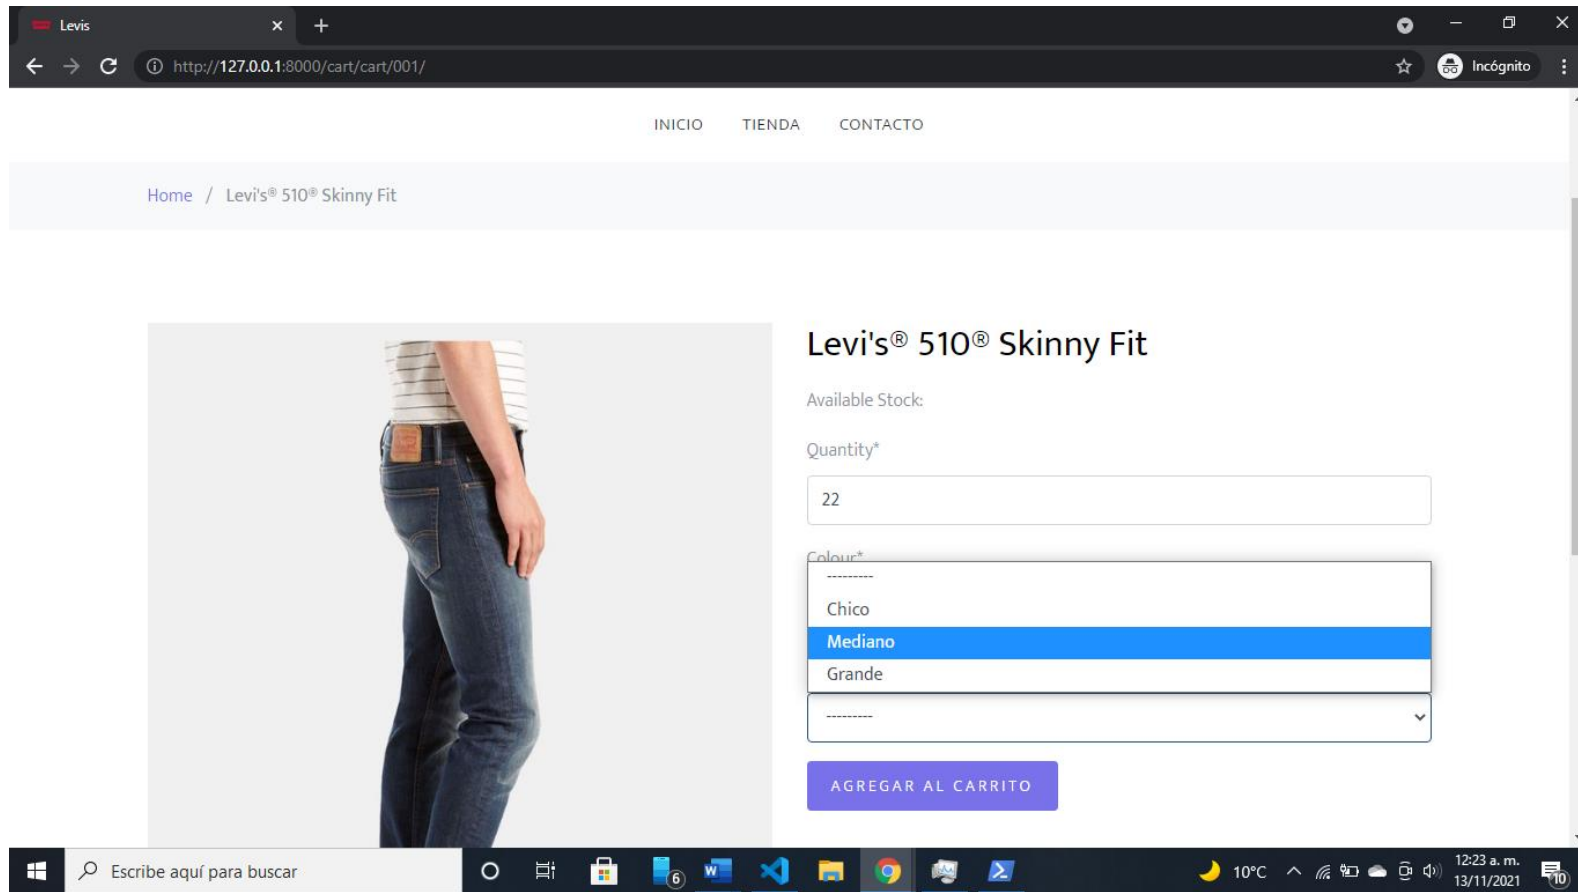 Levis
http://127.0.0.1:8000/cart/cart/001/
Incógnito
INICIO TIENDA CONTACTO
Home / Levi's® 510® Skinny Fit
Levi's® 510® Skinny Fit
Available Stock:
Quantity*
22
Colour*
---------
Chico
Mediano
Grande
---------
AGREGAR AL CARRITO
Escribe aquí para buscar
6
10°C
12:23 a. m.
13/11/2021
10